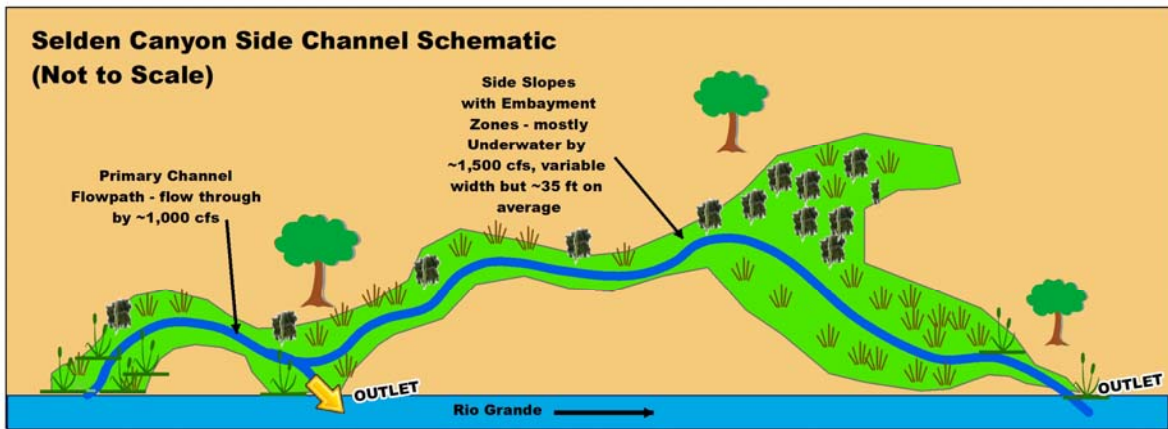 Selden Canyon Side Channel Schematic
(Not to Scale)
Side Slopes
with Embayment
Zones - mostly
Underwater by
~1,500 cfs, variable
width but ~35 ft on
average
Primary Channel
Flowpath - flow through
by ~1,000 cfs
OUTLET
OUTLET
Rio Grande